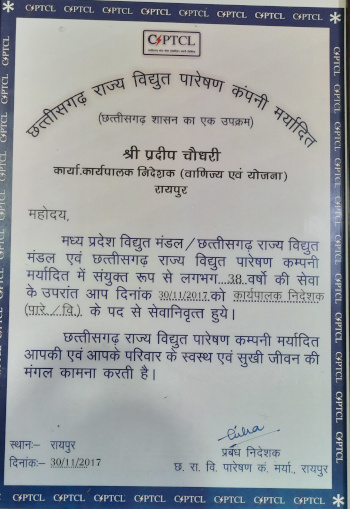 CSPTCL CSPTCL CSPTCL CSPTCL CSPTCL CSPTCL
CSPTCL
छत्तीसगढ़ राज्य विद्युत पारेषण कंपनी मर्यादित
(छत्तीसगढ़ शासन का एक उपक्रम)
श्री प्रदीप चौधरी
कार्या.कार्यपालक निदेशक (वाणिज्य एवं योजना)
रायपुर
महोदय,
मध्य प्रदेश विद्युत मंडल/छत्तीसगढ़ राज्य विद्युत
मंडल एवं छत्तीसगढ़ राज्य विद्युत पारेषण कम्पनी
मर्यादित में संयुक्त रूप से लगभग...38.वर्षो की सेवा
के उपरांत आप दिनांक 30/11/2017.को कार्यपालक निदेशक
(पारे./वि.) के पद से सेवानिवृत्त हुये।
छत्तीसगढ़ राज्य विद्युत पारेषण कम्पनी मर्यादित
आपकी एवं आपके परिवार के स्वस्थ एवं सुखी जीवन की
मंगल कामना करती है।
स्थानः– रायपुर
दिनांकः– 30/11/2017
प्रबंध निदेशक
छ. रा. वि. पारेषण कं. मर्या., रायपुर
CSPTCL CSPTCL CSPTCL CSPTCL CSPTCL CSPTCL